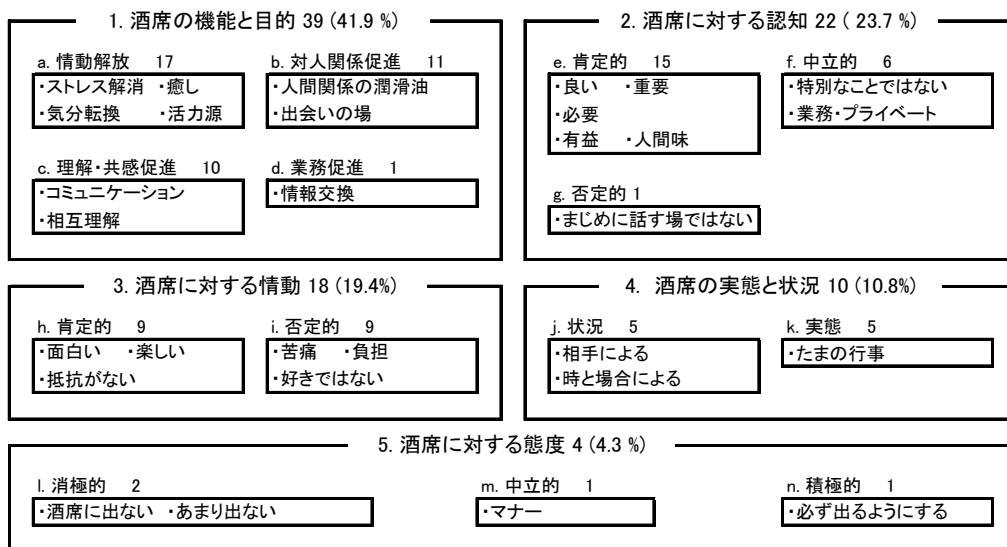 1. 酒席の機能と目的 39 (41.9 %)
a. 情動解放 17
・ストレス解消 ・癒し
・気分転換 ・活力源
b. 対人関係促進 11
・人間関係の潤滑油
・出会いの場
c. 理解・共感促進 10
・コミュニケーション
・相互理解
d. 業務促進 1
・情報交換
2. 酒席に対する認知 22 ( 23.7 %)
e. 肯定的 15
・良い ・重要
・必要
・有益 ・人間味
f. 中立的 6
・特別なことではない
・業務・プライベート
g. 否定的 1
・まじめに話す場ではない
3. 酒席に対する情動 18 (19.4%)
h. 肯定的 9
・面白い ・楽しい
・抵抗がない
i. 否定的 9
・苦痛 ・負担
・好きではない
4. 酒席の実態と状況 10 (10.8%)
j. 状況 5
・相手による
・時と場合による
k. 実態 5
・たまの行事
5. 酒席に対する態度 4 (4.3 %)
l. 消極的 2
・酒席に出ない ・あまり出ない
m. 中立的 1
・マナー
n. 積極的 1
・必ず出るようにする